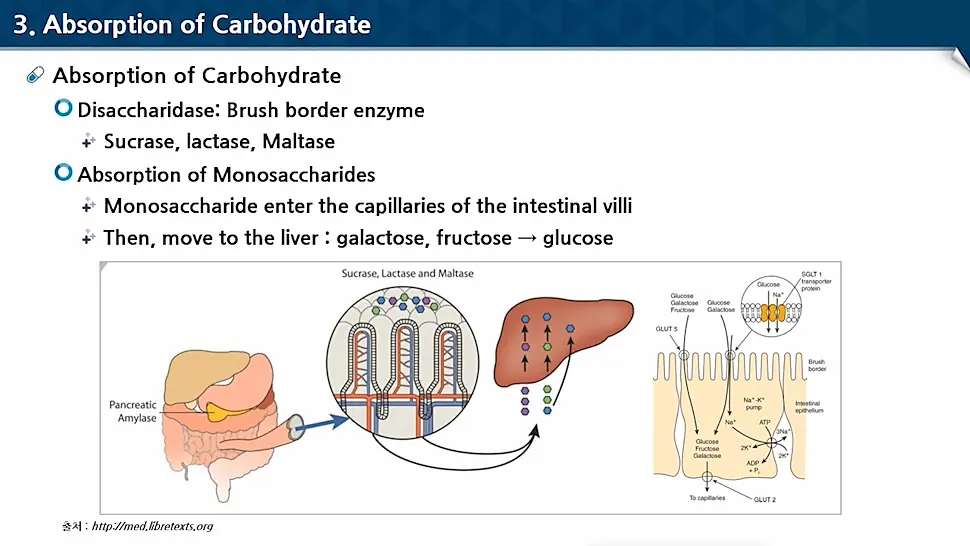 3. Absorption of Carbohydrate
Absorption of Carbohydrate
Disaccharidase: Brush border enzyme
Sucrase, lactase, Maltase
Absorption of Monosaccharides
Monosaccharide enter the capillaries of the intestinal villi
Then, move to the liver : galactose, fructose → glucose
Sucrase, Lactase and Maltase
Pancreatic
Amylase
Glucose
Galactose
Fructose
Glucose
Galactose
Glucose
Na⁺
SGLT 1
transporter
protein
GLUT 5
Brush
border
Na⁺-K⁺
pump
Intestinal
epithelium
Na⁺
ATP
3Na⁺
2K⁺
2K⁺
ADP
+ Pᵢ
Glucose
Fructose
Galactose
To capillaries
GLUT 2
출처 : http://med.libretexts.org